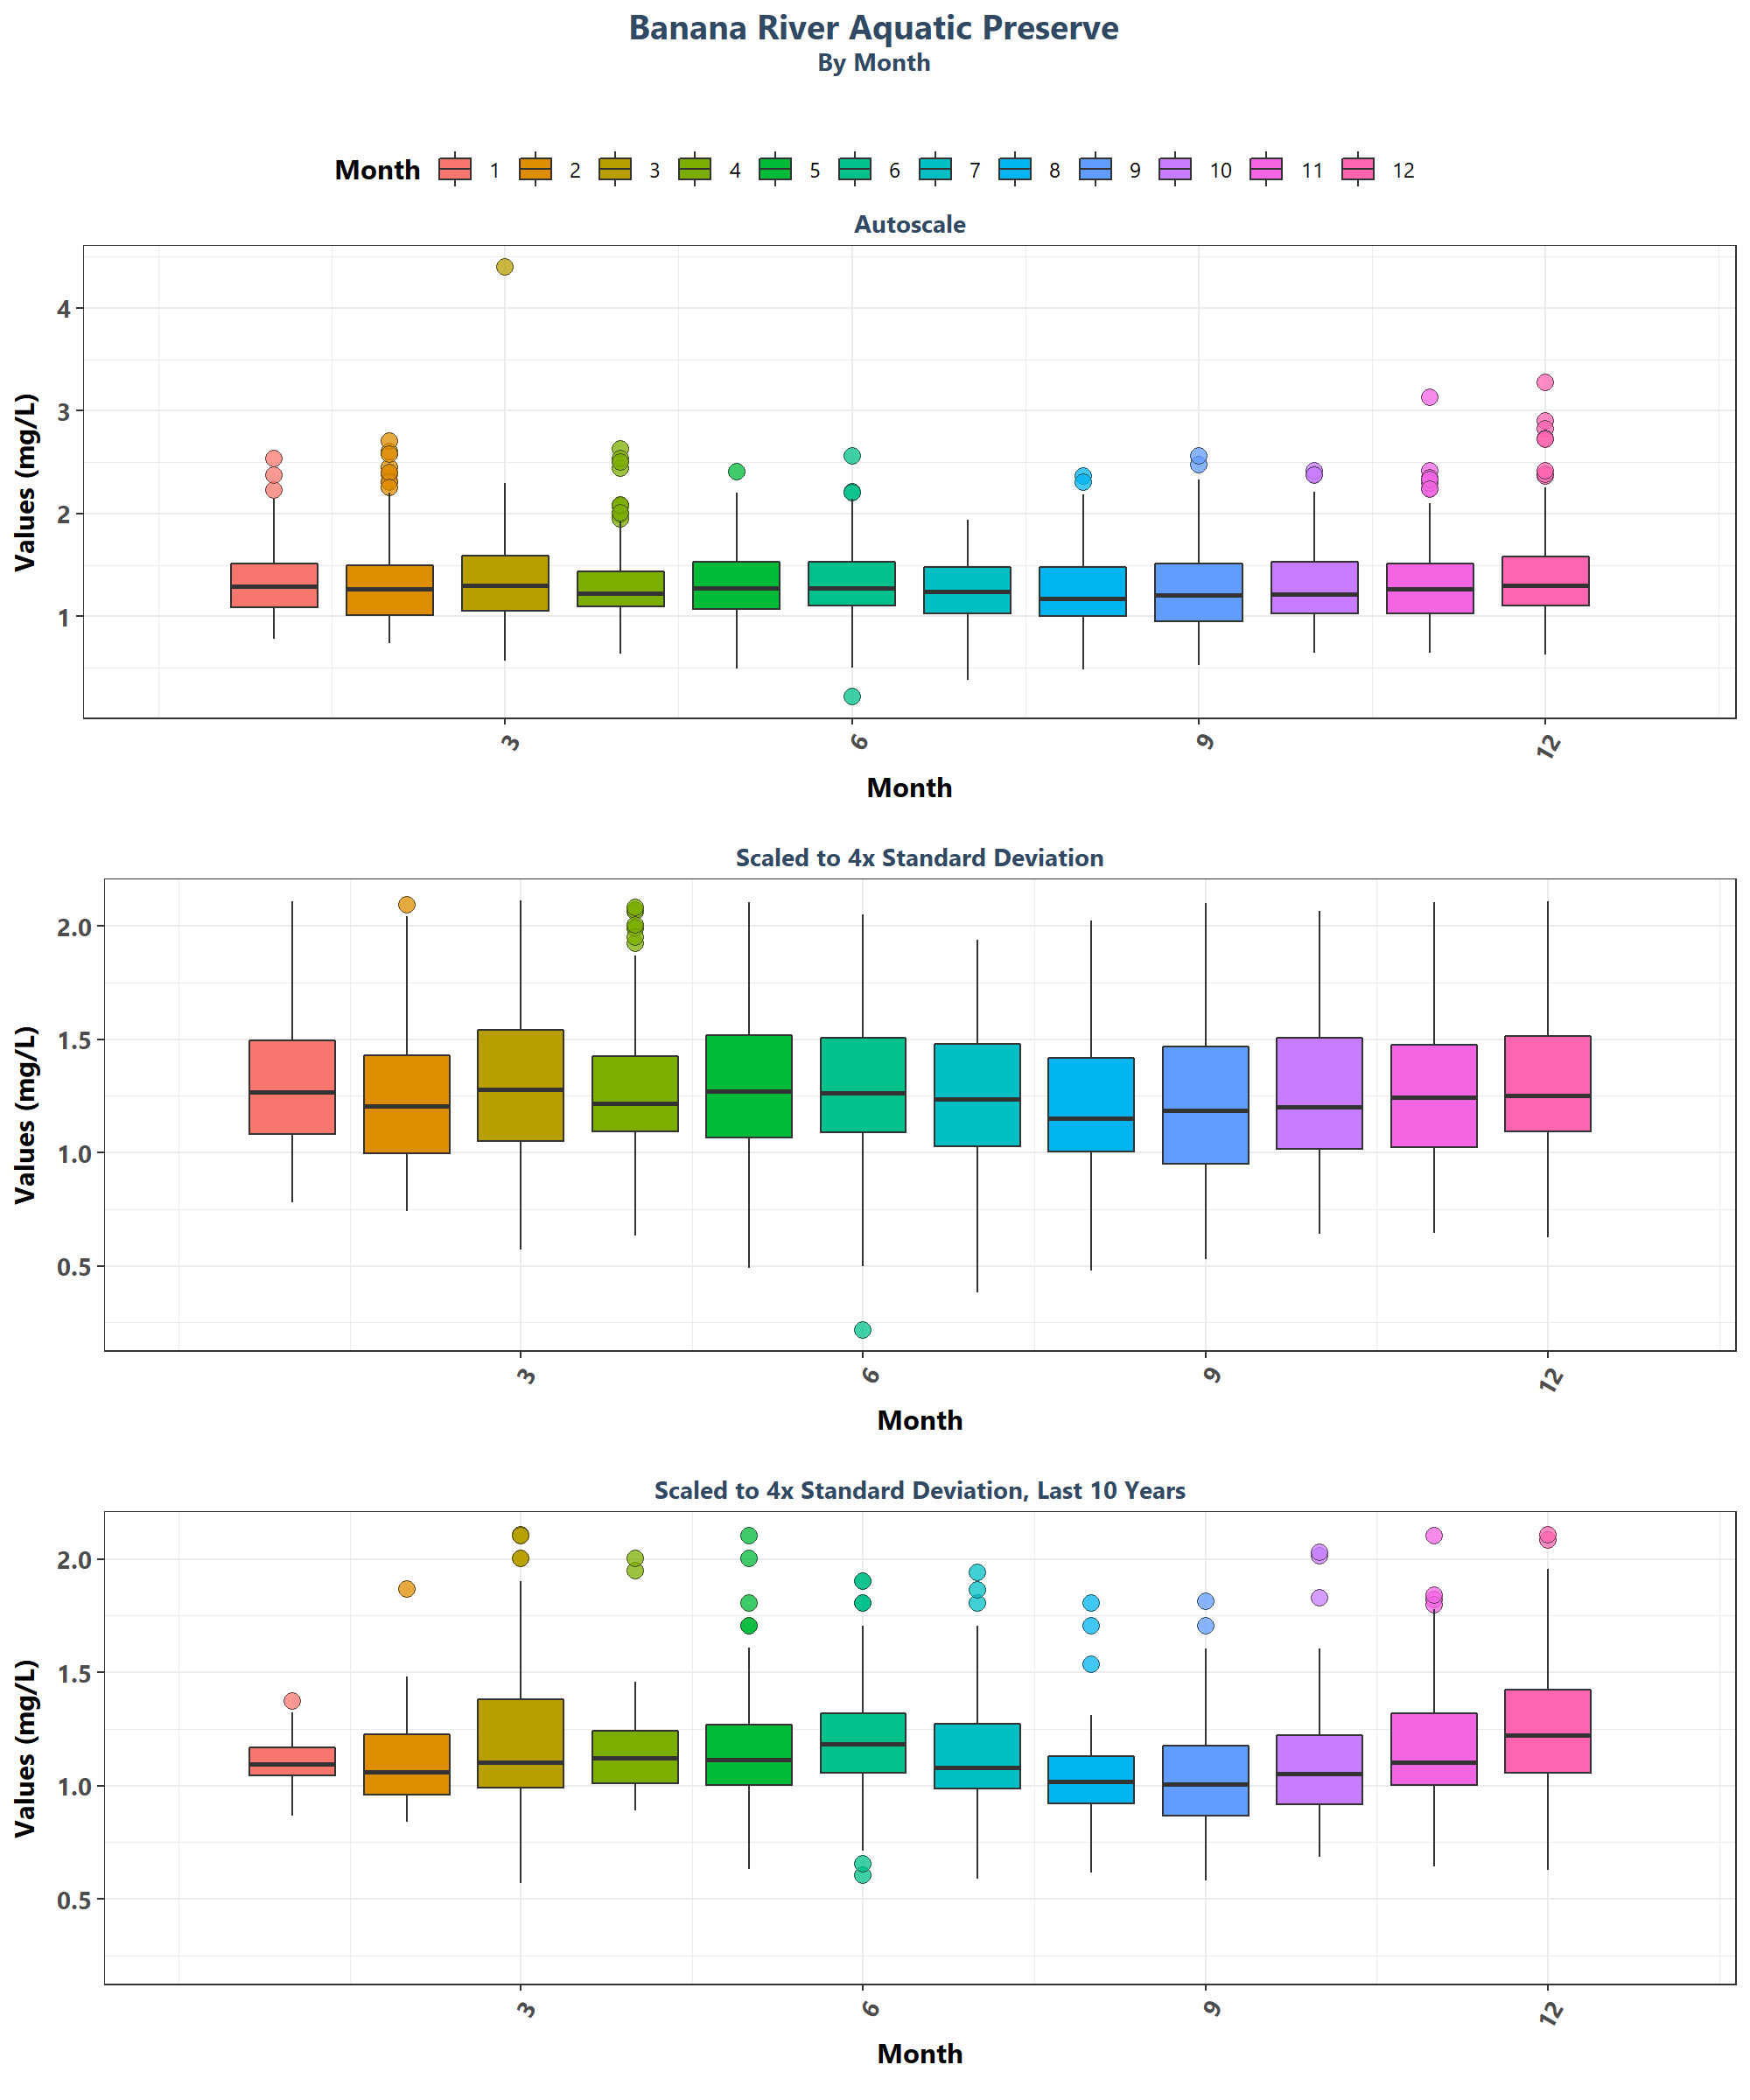 Banana River Aquatic Preserve
By Month
Month 1 2 3 4 5 6 7 8 9 10 11 12
Autoscale
Values (mg/L)
4
3
2
1
3 6 9 12
Month
Scaled to 4x Standard Deviation
Values (mg/L)
2.0
1.5
1.0
0.5
3 6 9 12
Month
Scaled to 4x Standard Deviation, Last 10 Years
Values (mg/L)
2.0
1.5
1.0
0.5
3 6 9 12
Month